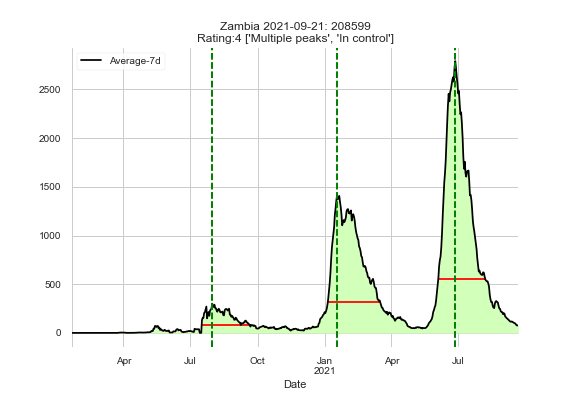 Zambia 2021-09-21: 208599
Rating:4 ['Multiple peaks', 'In control']
Average-7d
2500
2000
1500
1000
500
0
Apr
Jul
Oct
Jan
2021
Apr
Jul
Date